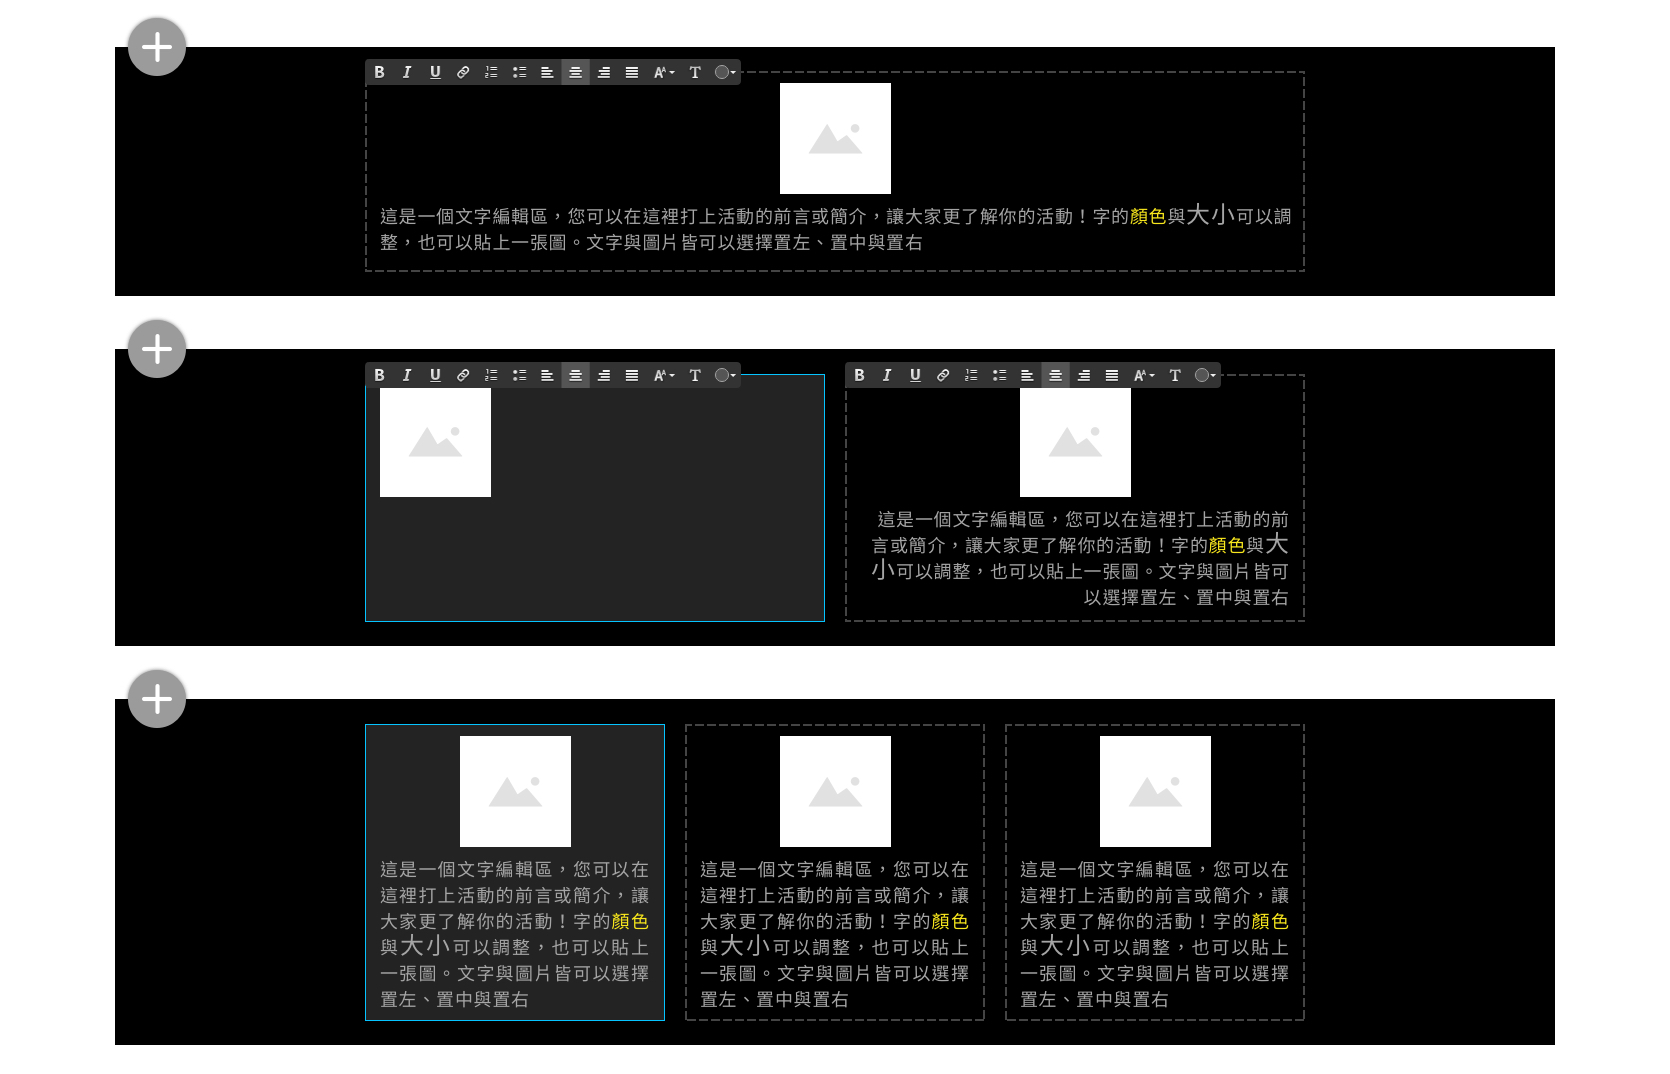 這是一個文字編輯區，您可以在這裡打上活動的前言或簡介，讓大家更了解你的活動！字的顏色與大小可以調
整，也可以貼上一張圖。文字與圖片皆可以選擇置左、置中與置右
這是一個文字編輯區，您可以在這裡打上活動的前
言或簡介，讓大家更了解你的活動！字的顏色與大
小可以調整，也可以貼上一張圖。文字與圖片皆可
以選擇置左、置中與置右
這是一個文字編輯區，您可以在
這裡打上活動的前言或簡介，讓
大家更了解你的活動！字的顏色
與大小可以調整，也可以貼上
一張圖。文字與圖片皆可以選擇
置左、置中與置右
這是一個文字編輯區，您可以在
這裡打上活動的前言或簡介，讓
大家更了解你的活動！字的顏色
與大小可以調整，也可以貼上
一張圖。文字與圖片皆可以選擇
置左、置中與置右
這是一個文字編輯區，您可以在
這裡打上活動的前言或簡介，讓
大家更了解你的活動！字的顏色
與大小可以調整，也可以貼上
一張圖。文字與圖片皆可以選擇
置左、置中與置右